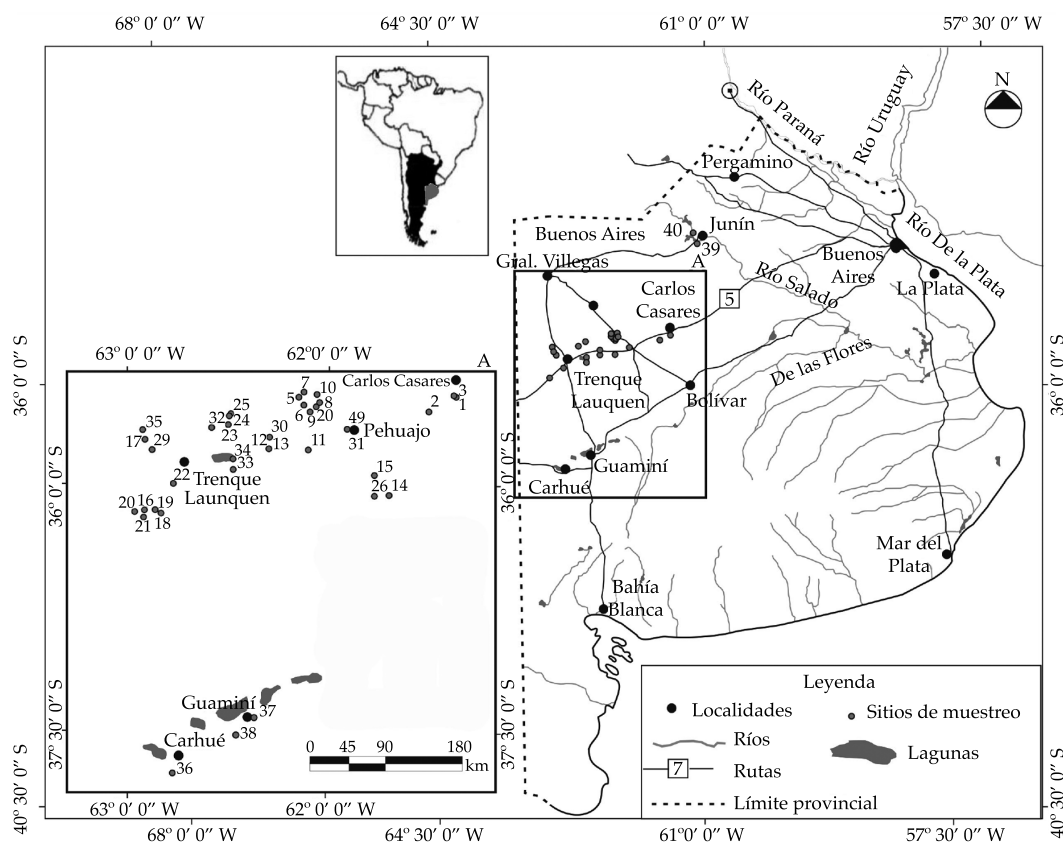 68º 0' 0'' W
64º 30' 0'' W
61º 0' 0'' W
57º 30' 0'' W
N
Río Paraná
Río Uruguay
Pergamino
Río De la Plata
40
Junín
39
Buenos Aires
A
Gral. Villegas
Buenos
Aires
La Plata
Río Salado
5
Carlos
Casares
De las Flores
Trenque
Lauquen
Bolívar
Guaminí
Carhué
Mar del
Plata
Bahía
Blanca
36º 0' 0'' S
36º 0' 0'' S
63º 0' 0'' W
62º 0' 0'' W
A
36º 0' 0'' S
36º 0' 0'' S
Carlos Casares
3
1
2
7
10
8
6
20
9
25
32
24
23
30
12
13
11
49
Pehuajo
31
35
17
29
34
33
22
Trenque
Launquen
15
26
14
20
16
19
21
18
Guaminí
37
38
Carhué
36
0
45
90
180
km
37º 30' 0'' S
37º 30' 0'' S
40º 30' 0'' S
40º 30' 0'' S
63º 0' 0'' W
62º 0' 0'' W
68º 0' 0'' W
64º 30' 0'' W
61º 0' 0'' W
57º 30' 0'' W
Leyenda
Localidades
Sitios de muestreo
Ríos
Lagunas
7
Rutas
Límite provincial